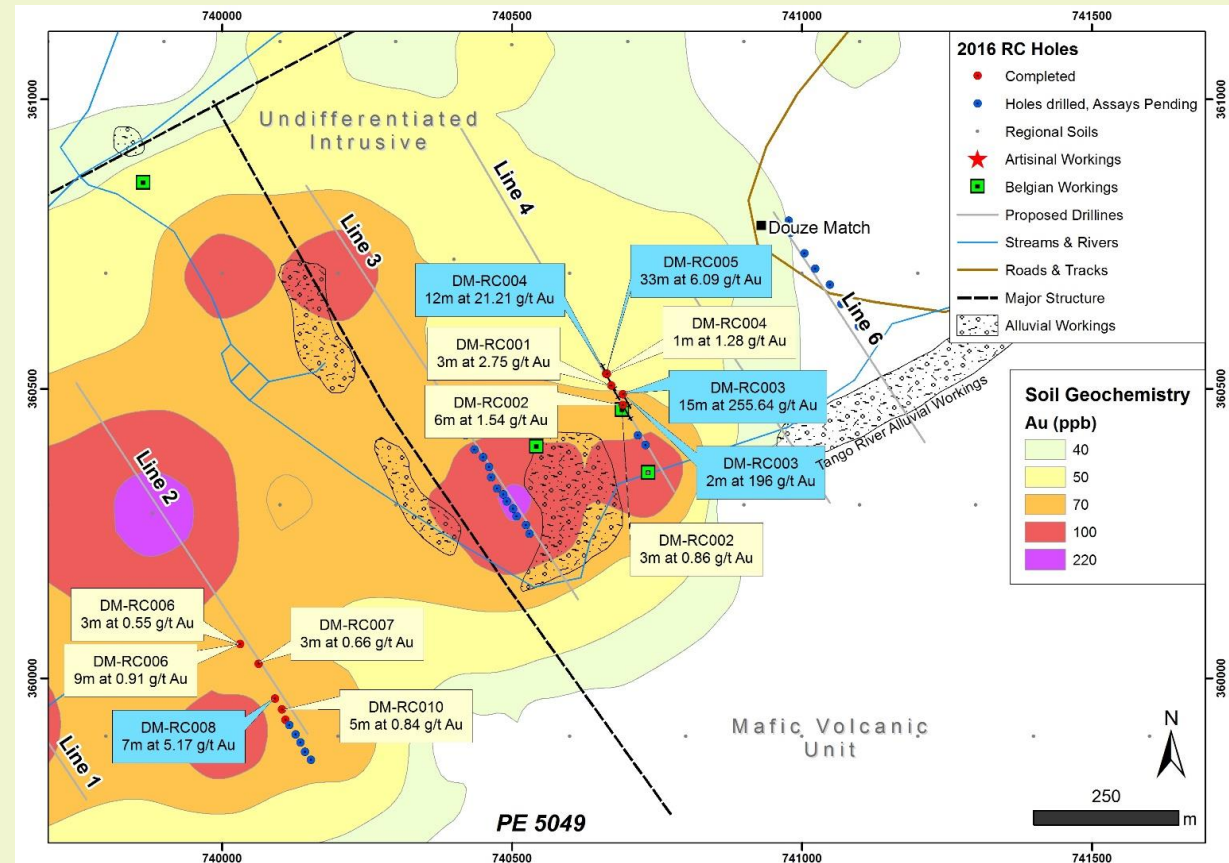 740000
740500
741000
741500
361000
360500
360000
361000
360500
360000
2016 RC Holes
Completed
Holes drilled, Assays Pending
Regional Soils
Artisinal Workings
Belgian Workings
Proposed Drillines
Streams & Rivers
Roads & Tracks
Major Structure
Alluvial Workings
Soil Geochemistry
Au (ppb)
40
50
70
100
220
Undifferentiated
Intrusive
Line 4
Line 3
Douze Match
Line 6
DM-RC005
33m at 6.09 g/t Au
DM-RC004
12m at 21.21 g/t Au
DM-RC004
1m at 1.28 g/t Au
DM-RC001
3m at 2.75 g/t Au
DM-RC003
15m at 255.64 g/t Au
DM-RC002
6m at 1.54 g/t Au
Tango River Alluvial Workings
DM-RC003
2m at 196 g/t Au
Line 2
DM-RC002
3m at 0.86 g/t Au
DM-RC006
3m at 0.55 g/t Au
DM-RC007
3m at 0.66 g/t Au
DM-RC006
9m at 0.91 g/t Au
DM-RC010
5m at 0.84 g/t Au
DM-RC008
7m at 5.17 g/t Au
Line 1
Mafic Volcanic
Unit
N
250
m
PE 5049
740000
740500
741000
741500